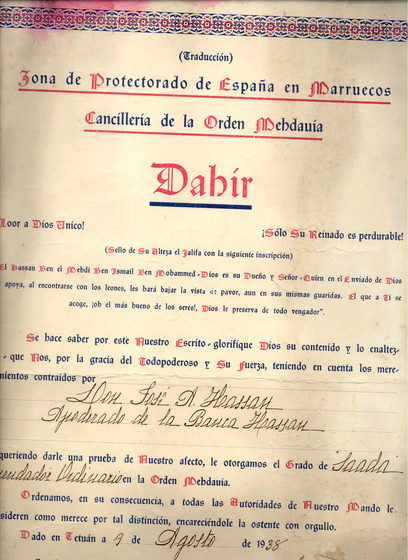 (Traducción)
Zona de Protectorado de España en Marruecos
Cancillería de la Orden Mehdauia
Dahir
Loor a Dios Unico!
¡Sólo Su Reinado es perdurable!
(Sello de Su Alteza el Jalifa con la siguiente inscripción)
El Hassan Ben el Mehdi Ben Ismail Ben Mohammed-Dios es su Dueño y Señor-Quien en el Enviado de Dios
apoya, al encontrarse con los leones, les hará bajar la vista de pavor, aun en sus mismas guaridas. El que a Ti se
acoge, ¡oh el más bueno de los seres!, Dios le preserva de todo vengador".
Se hace saber por este Nuestro Escrito-glorifique Dios su contenido y lo enaltez-
- que Nos, por la gracia del Todopoderoso y Su Fuerza, teniendo en cuenta los mere-
mientos contraidos por
Don José A. Hassan
Apoderado de la Banca Hassan
queriendo darle una prueba de Nuestro afecto, le otorgamos el Grado de Saada
endador Ordinario en la Orden Mehdauia.
Ordenamos, en su consecuencia, a todas las Autoridades de Nuestro Mando le
sideren como merece por tal distinción, encareciéndole la ostente con orgullo.
Dado en Tetuán a 9 de Agosto de 1938